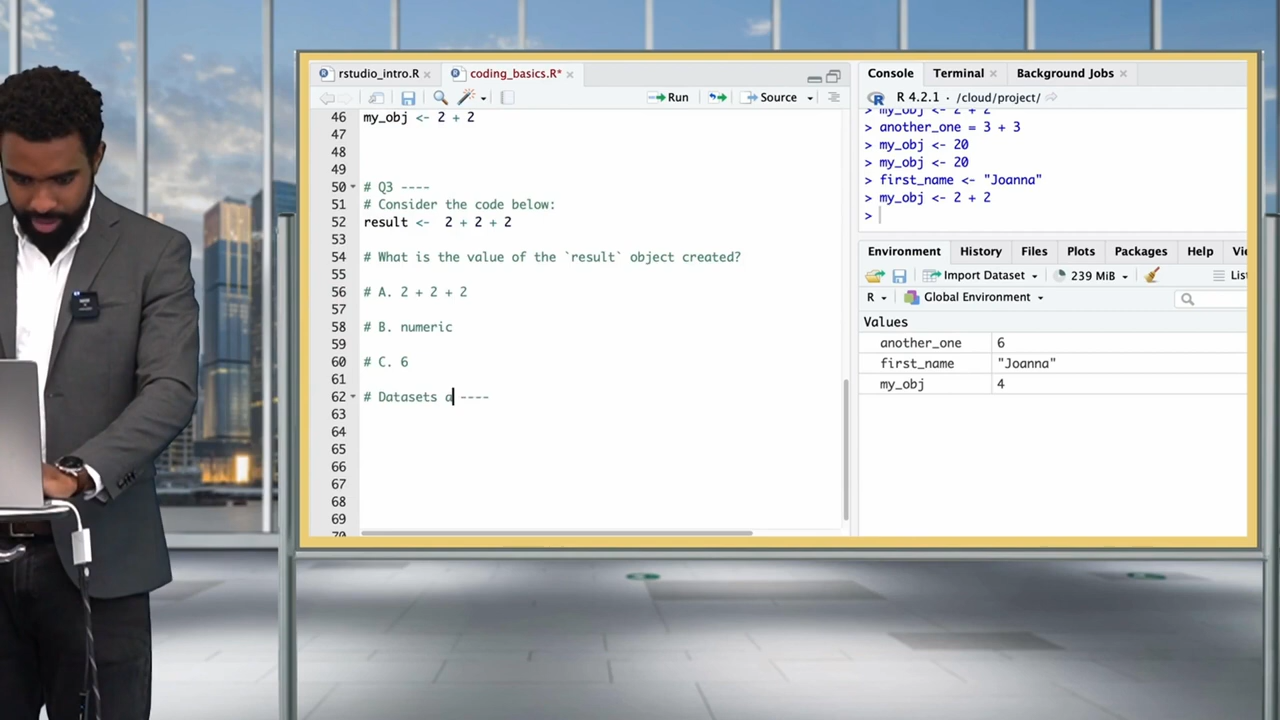 rstudio_intro.R
coding_basics.R*
Run
Source
46 my_obj <- 2 + 2
47
48
49
50 # Q3 ----
51 # Consider the code below:
52 result <-  2 + 2 + 2
53
54 # What is the value of the `result` object created?
55
56 # A. 2 + 2 + 2
57
58 # B. numeric
59
60 # C. 6
61
62 # Datasets a ----
63
64
65
66
67
68
69
70
Console Terminal Background Jobs
R 4.2.1 · /cloud/project/
> my_obj <- 2 + 2
> another_one = 3 + 3
> my_obj <- 20
> my_obj <- 20
> first_name <- "Joanna"
> my_obj <- 2 + 2
>
Environment History Files Plots Packages Help Vi
Import Dataset 239 MiB Lis
R Global Environment
Values
another_one 6
first_name "Joanna"
my_obj 4